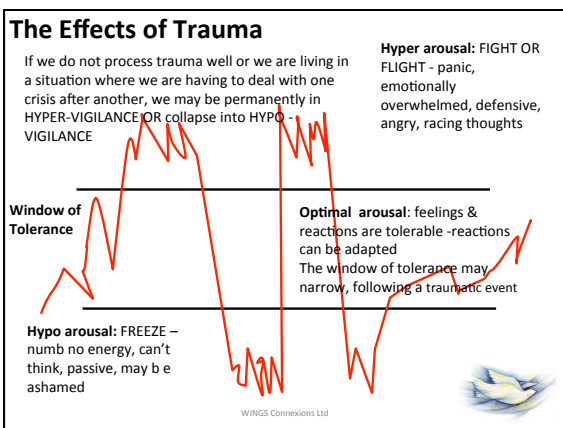 The Effects of Trauma
If we do not process trauma well or we are living in
a situation where we are having to deal with one
crisis after another, we may be permanently in
HYPER-VIGILANCE OR collapse into HYPO -
VIGILANCE
Hyper arousal: FIGHT OR
FLIGHT - panic,
emotionally
overwhelmed, defensive,
angry, racing thoughts
Window of
Tolerance
Optimal arousal: feelings &
reactions are tolerable -reactions
can be adapted
The window of tolerance may
narrow, following a traumatic event
Hypo arousal: FREEZE –
numb no energy, can't
think, passive, may b e
ashamed
WINGS Connexions Ltd